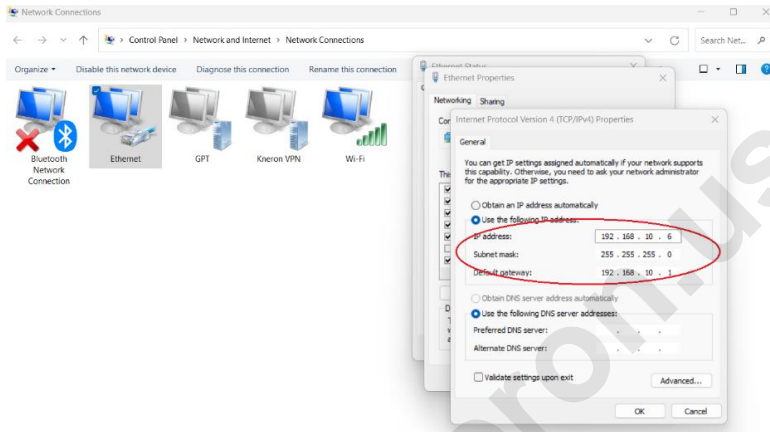 Network Connections
Control Panel > Network and Internet > Network Connections
Search Net...
Organize
Disable this network device
Diagnose this connection
Rename this connection
Bluetooth
Network
Connection
Ethernet
GPT
Kneron VPN
Wi-Fi
Ethernet Status
Ethernet Properties
Networking
Sharing
Internet Protocol Version 4 (TCP/IPv4) Properties
General
You can get IP settings assigned automatically if your network supports
this capability. Otherwise, you need to ask your network administrator
for the appropriate IP settings.
Obtain an IP address automatically
Use the following IP address:
IP address: 192 . 168 . 10 . 6
Subnet mask: 255 . 255 . 255 . 0
Default gateway: 192 . 168 . 10 . 1
Obtain DNS server address automatically
Use the following DNS server addresses:
Preferred DNS server: . . .
Alternate DNS server: . . .
Validate settings upon exit
Advanced...
OK
Cancel